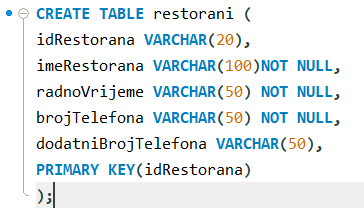 CREATE TABLE restorani (
idRestorana VARCHAR(20),
imeRestorana VARCHAR(100)NOT NULL,
radnoVrijeme VARCHAR(50) NOT NULL,
brojTelefona VARCHAR(50) NOT NULL,
dodatniBrojTelefona VARCHAR(50),
PRIMARY KEY(idRestorana)
);